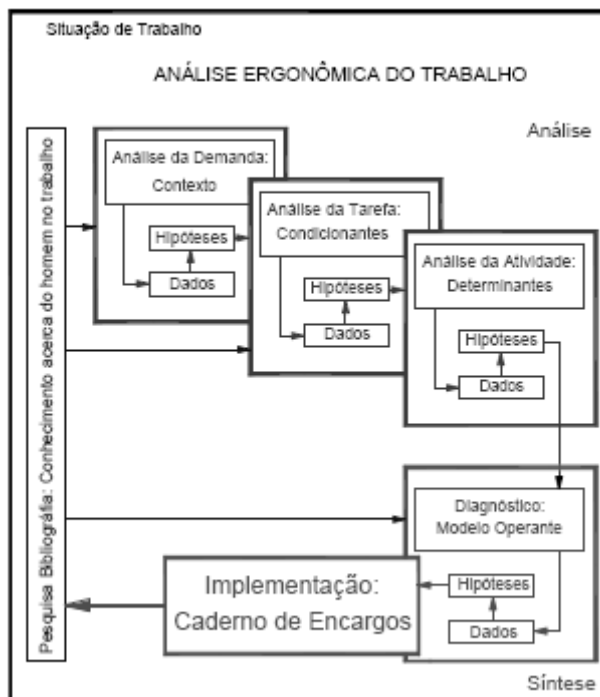 Situação de Trabalho
ANÁLISE ERGONÔMICA DO TRABALHO
Análise
Pesquisa Bibliográfia: Conhecimento acerca do homem no trabalho
Análise da Demanda:
Contexto
Hipóteses
Dados
Análise da Tarefa:
Condicionantes
Hipóteses
Dados
Análise da Atividade:
Determinantes
Hipóteses
Dados
Diagnóstico:
Modelo Operante
Hipóteses
Dados
Implementação:
Caderno de Encargos
Síntese